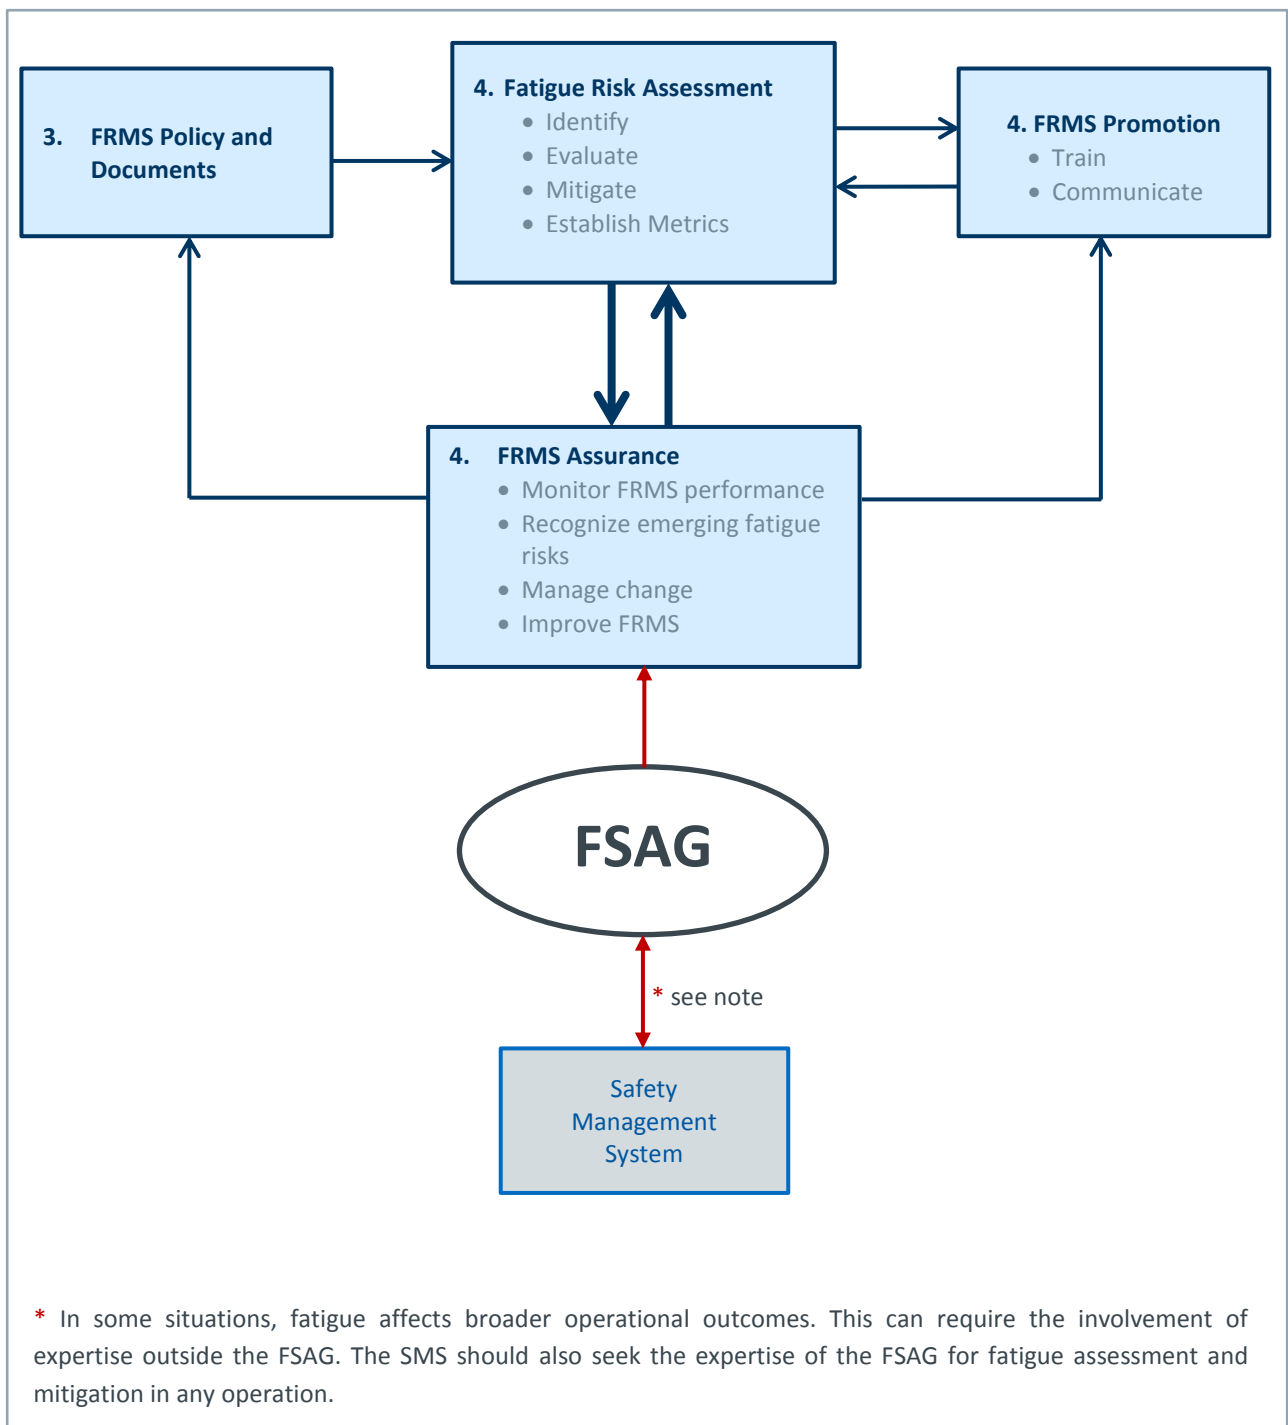 3. FRMS Policy and
Documents
4. Fatigue Risk Assessment
• Identify
• Evaluate
• Mitigate
• Establish Metrics
4. FRMS Promotion
• Train
• Communicate
4. FRMS Assurance
• Monitor FRMS performance
• Recognize emerging fatigue
risks
• Manage change
• Improve FRMS
FSAG
* see note
Safety
Management
System
* In some situations, fatigue affects broader operational outcomes. This can require the involvement of
expertise outside the FSAG. The SMS should also seek the expertise of the FSAG for fatigue assessment and
mitigation in any operation.